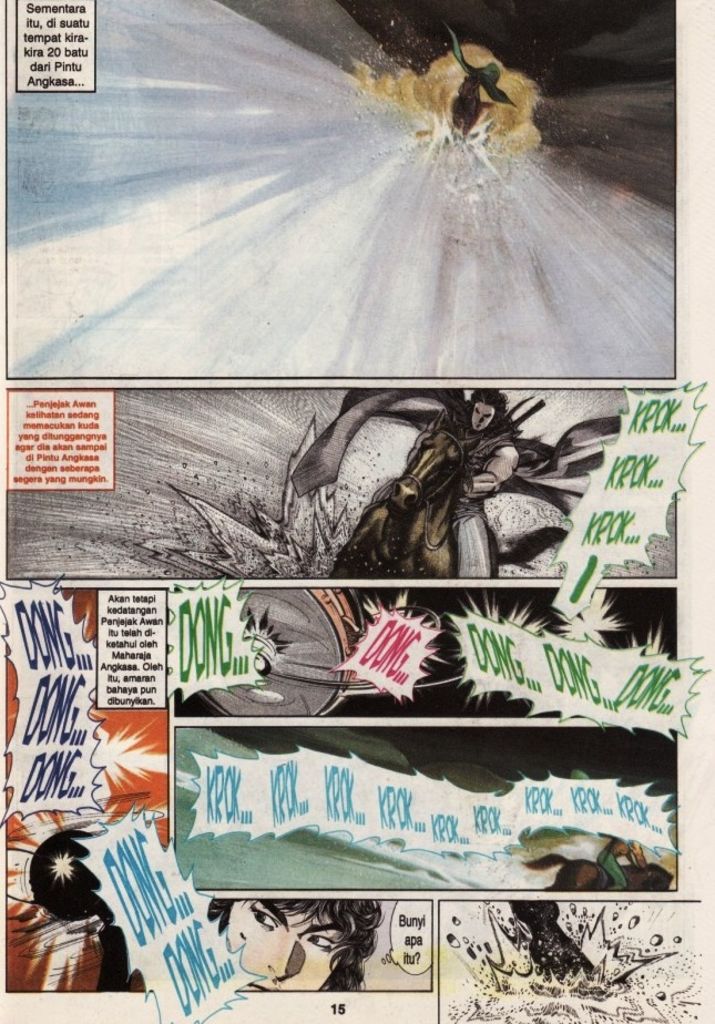 Sementara
itu, di suatu
tempat kira-
kira 20 batu
dari Pintu
Angkasa...
...Penjejak Awan
kelihatan sedang
memacukan kuda
yang ditunggangnya
agar dia akan sampai
di Pintu Angkasa
dengan seberapa
segera yang mungkin.
KROK...
KROK...
KROK...
!
DONG...
DONG...
DONG...
Akan tetapi
kedatangan
Penjejak Awan
itu telah di-
ketahui oleh
Maharaja
Angkasa. Oleh
itu, amaran
bahaya pun
dibunyikan.
DONG...
DONG...
DONG... DONG... DONG...
KROK... KROK... KROK... KROK... KROK... KROK... KROK... KROK... KROK...
DONG...
DONG...
Bunyi
apa
itu?
15